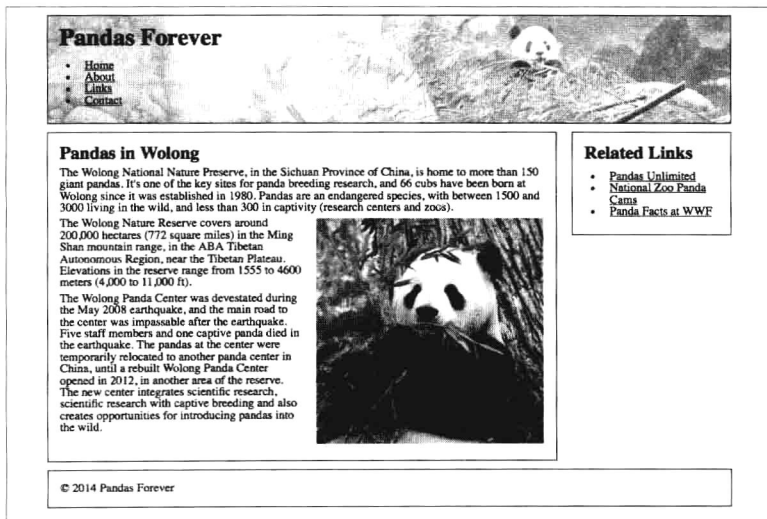 Pandas Forever
Home
About
Links
Contact
Pandas in Wolong
The Wolong National Nature Preserve, in the Sichuan Province of China, is home to more than 150
giant pandas. It's one of the key sites for panda breeding research, and 66 cubs have been born at
Wolong since it was established in 1980. Pandas are an endangered species, with between 1500 and
3000 living in the wild, and less than 300 in captivity (research centers and zoos).
The Wolong Nature Reserve covers around
200,000 hectares (772 square miles) in the Ming
Shan mountain range, in the ABA Tibetan
Autonomous Region, near the Tibetan Plateau.
Elevations in the reserve range from 1555 to 4600
meters (4,000 to 11,000 ft).
The Wolong Panda Center was devestated during
the May 2008 earthquake, and the main road to
the center was impassable after the earthquake.
Five staff members and one captive panda died in
the earthquake. The pandas at the center were
temporarily relocated to another panda center in
China, until a rebuilt Wolong Panda Center
opened in 2012, in another area of the reserve.
The new center integrates scientific research,
scientific research with captive breeding and also
creates opportunities for introducing pandas into
the wild.
Related Links
Pandas Unlimited
National Zoo Panda
Cams
Panda Facts at WWF
© 2014 Pandas Forever